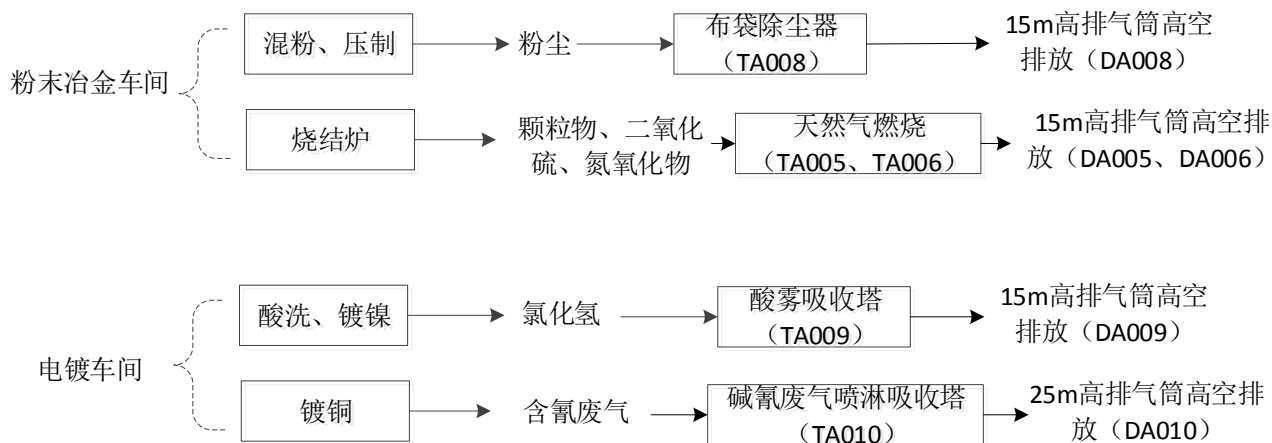 粉末冶金车间
混粉、压制
粉尘
布袋除尘器
（TA008）
15m高排气筒高空
排放（DA008）
烧结炉
颗粒物、二氧化
硫、氮氧化物
天然气燃烧
（TA005、TA006）
15m高排气筒高空排
放（DA005、DA006）
电镀车间
酸洗、镀镍
氯化氢
酸雾吸收塔
（TA009）
15m高排气筒高空
排放（DA009）
镀铜
含氰废气
碱氰废气喷淋吸收塔
（TA010）
25m高排气筒高空排
放（DA010）